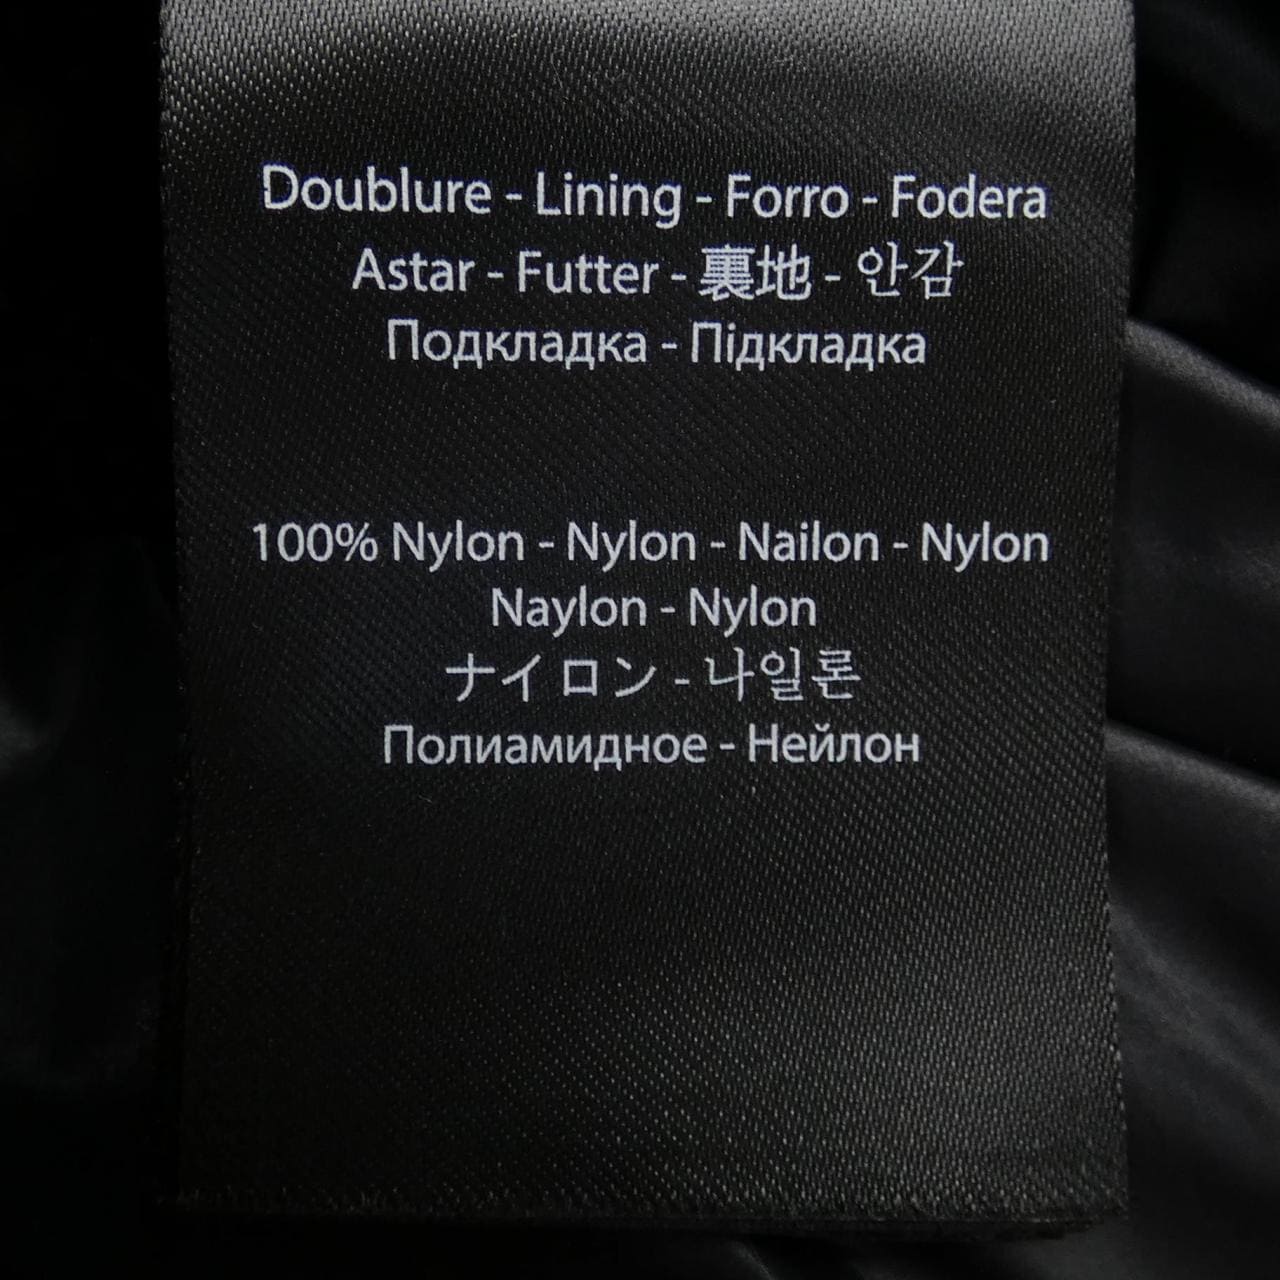 Doublure - Lining - Forro - Fodera
Astar - Futter - 裏地 - 안감
Подкладка - Підкладка
100% Nylon - Nylon - Nailon - Nylon
Naylon - Nylon
ナイロン - 나일론
Полиамидное - Нейлон